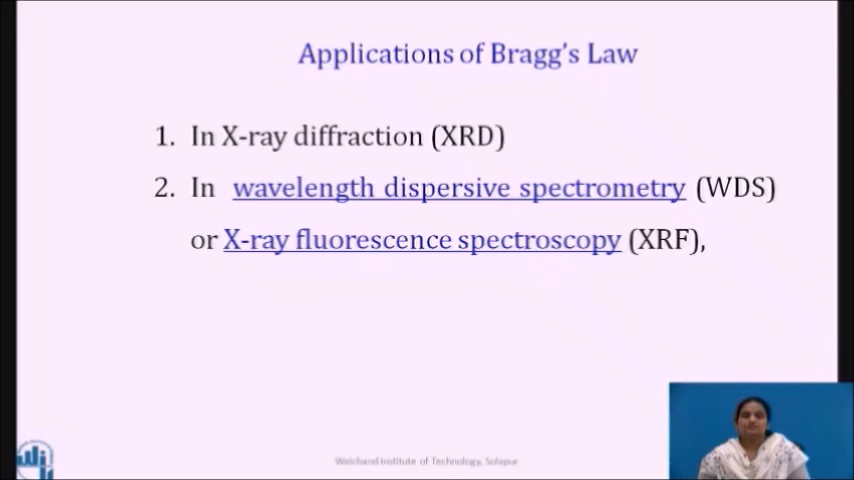 Applications of Bragg's Law
1. In X-ray diffraction (XRD)
2. In wavelength dispersive spectrometry (WDS)
or X-ray fluorescence spectroscopy (XRF),
Walchand Institute of Technology, Solapur